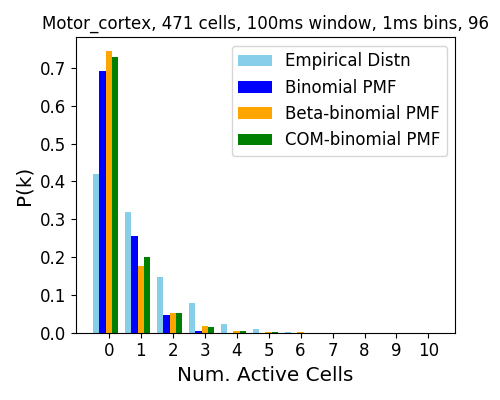 Motor_cortex, 471 cells, 100ms window, 1ms bins, 96
Empirical Distn
Binomial PMF
Beta-binomial PMF
COM-binomial PMF
P(k)
0.7
0.6
0.5
0.4
0.3
0.2
0.1
0.0
0 1 2 3 4 5 6 7 8 9 10
Num. Active Cells